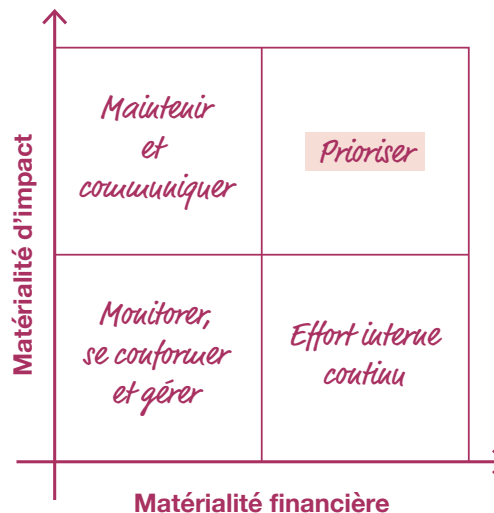 Matérialité d'impact
Maintenir
et
communiquer
Prioriser
Monitorer,
se conformer
et gérer
Effort interne
continu
Matérialité financière